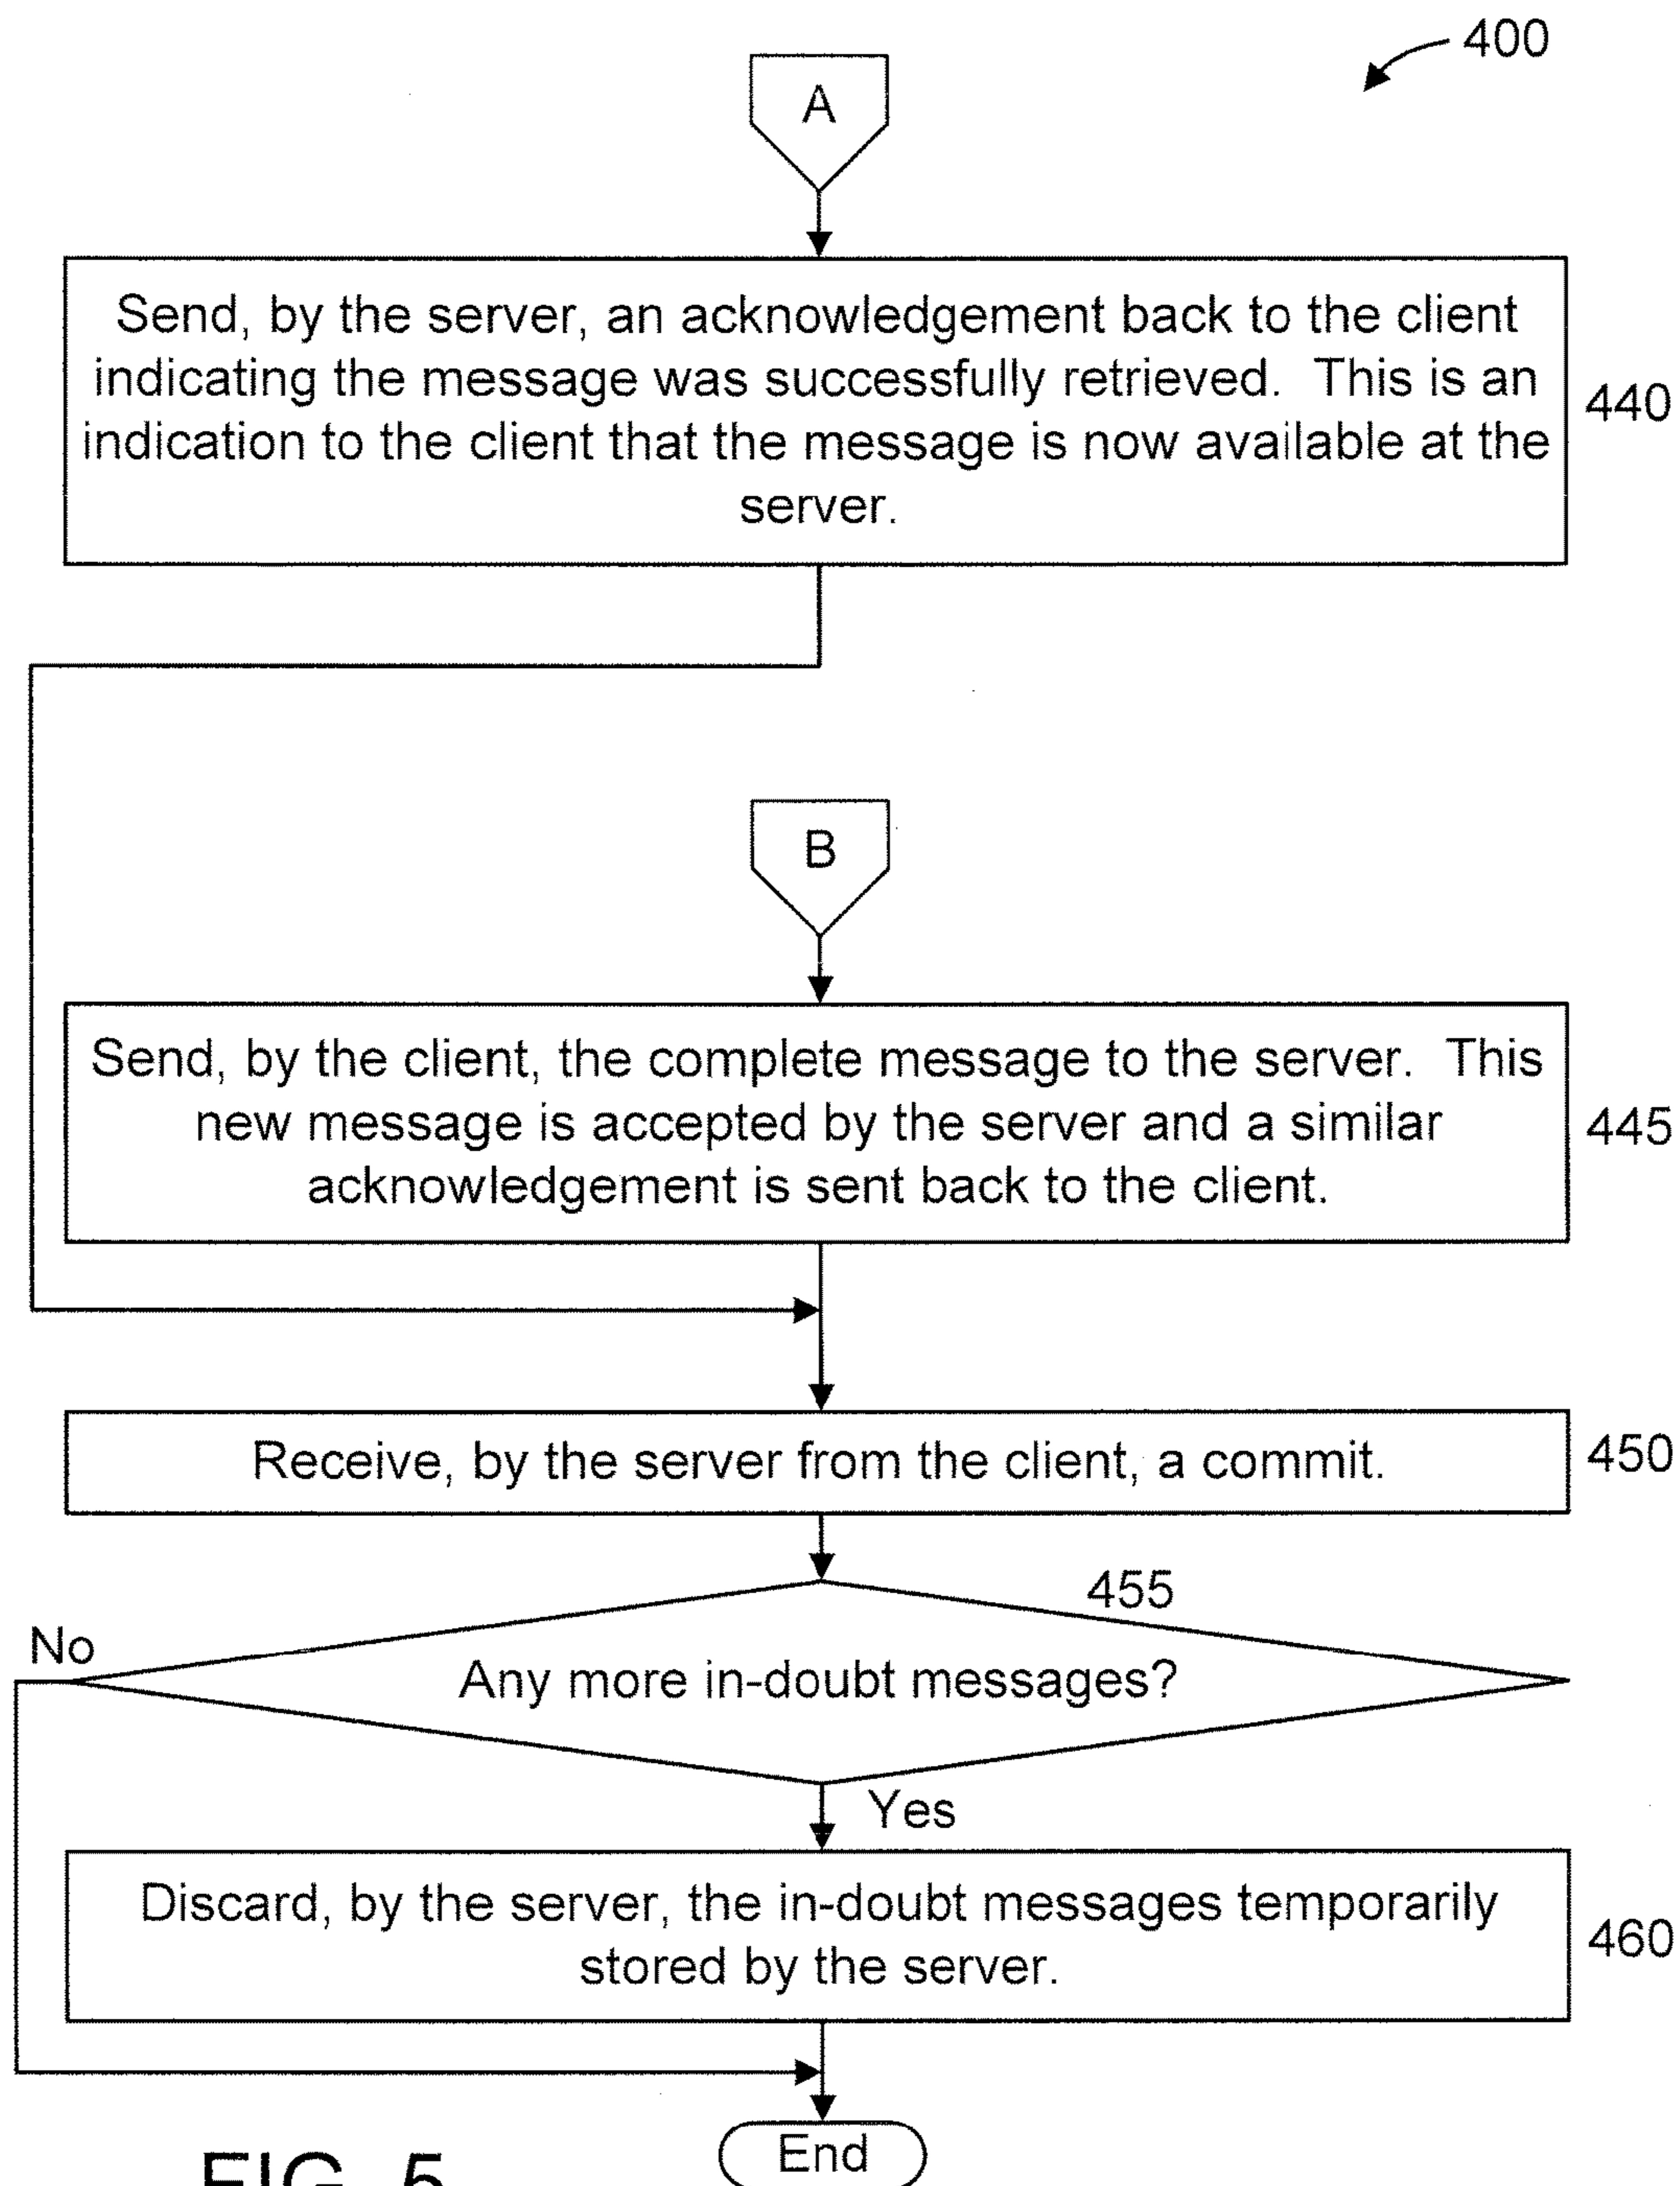 400
A
Send, by the server, an acknowledgement back to the client
indicating the message was successfully retrieved. This is an
indication to the client that the message is now available at the
server.
440
B
Send, by the client, the complete message to the server. This
new message is accepted by the server and a similar
acknowledgement is sent back to the client.
445
Receive, by the server from the client, a commit.
450
455
No
Any more in-doubt messages?
Yes
Discard, by the server, the in-doubt messages temporarily
stored by the server.
460
End
FIG. 5